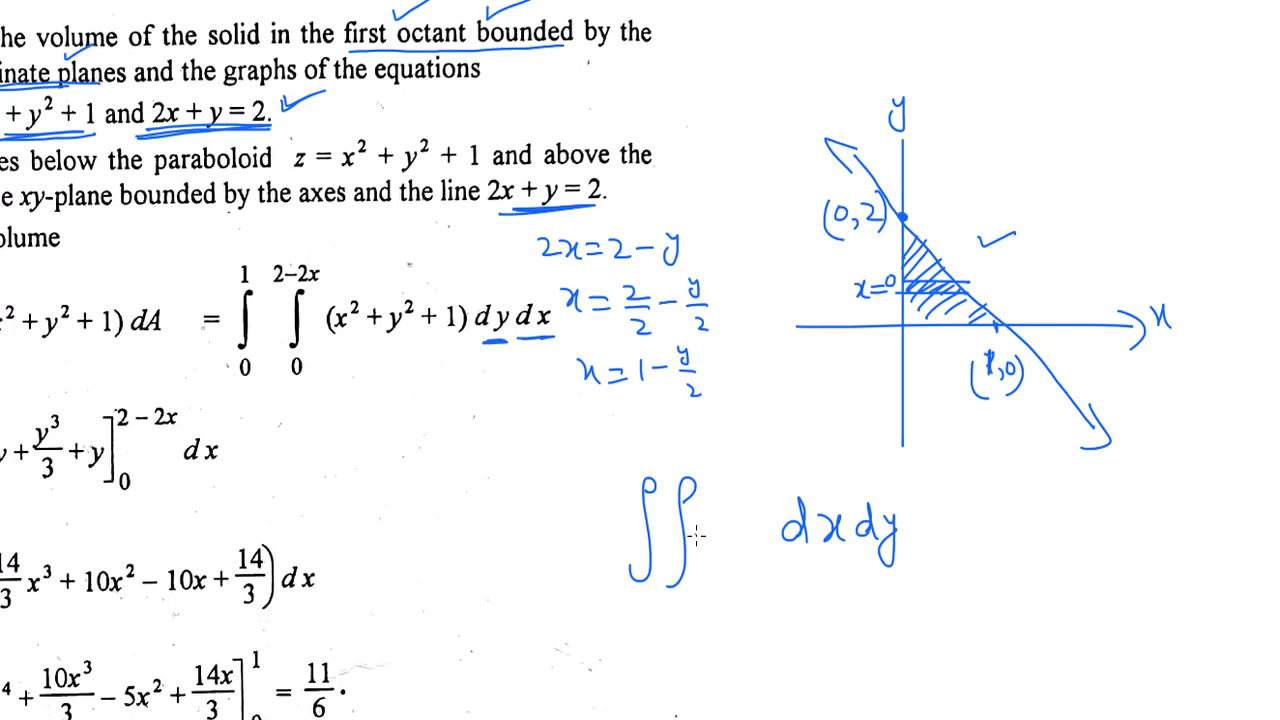 he volume of the solid in the first octant bounded by the
inate planes and the graphs of the equations
+ y² + 1 and 2x + y = 2.
es below the paraboloid z = x² + y² + 1 and above the
e xy-plane bounded by the axes and the line 2x + y = 2.
olume
² + y² + 1) dA = ∫₀¹ ∫₀²⁻²ˣ (x² + y² + 1) dy dx
y + y³/3 + y]₀²⁻²ˣ dx
14/3 x³ + 10x² − 10x + 14/3) dx
⁴ + 10x³/3 − 5x² + 14x/3]₀¹ = 11/6.
2x = 2 − y
x = 2/2 − y/2
x = 1 − y/2
y
(0,2)
x=0
x
(1,0)
∫∫ dx dy